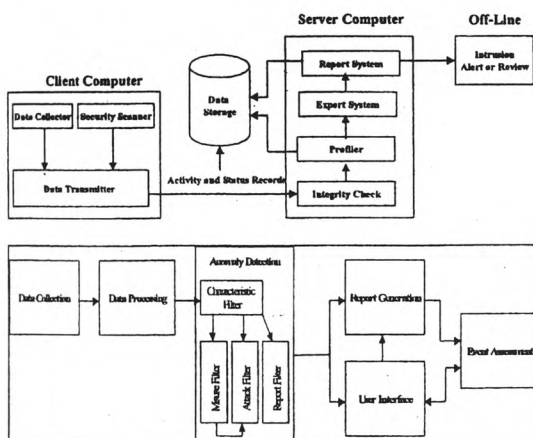 Server Computer
Off-Line
Client Computer
Data Collector
Security Scanner
Data Transmitter
Data
Storage
Activity and Status Records
Report System
Expert System
Profiler
Integrity Check
Intrusion
Alert or Review
Data Collection
Data Processing
Anomaly Detection
Characteristic
Filter
Misuse Filter
Attack Filter
Report Filter
Report Generation
User Interface
Event Assessment